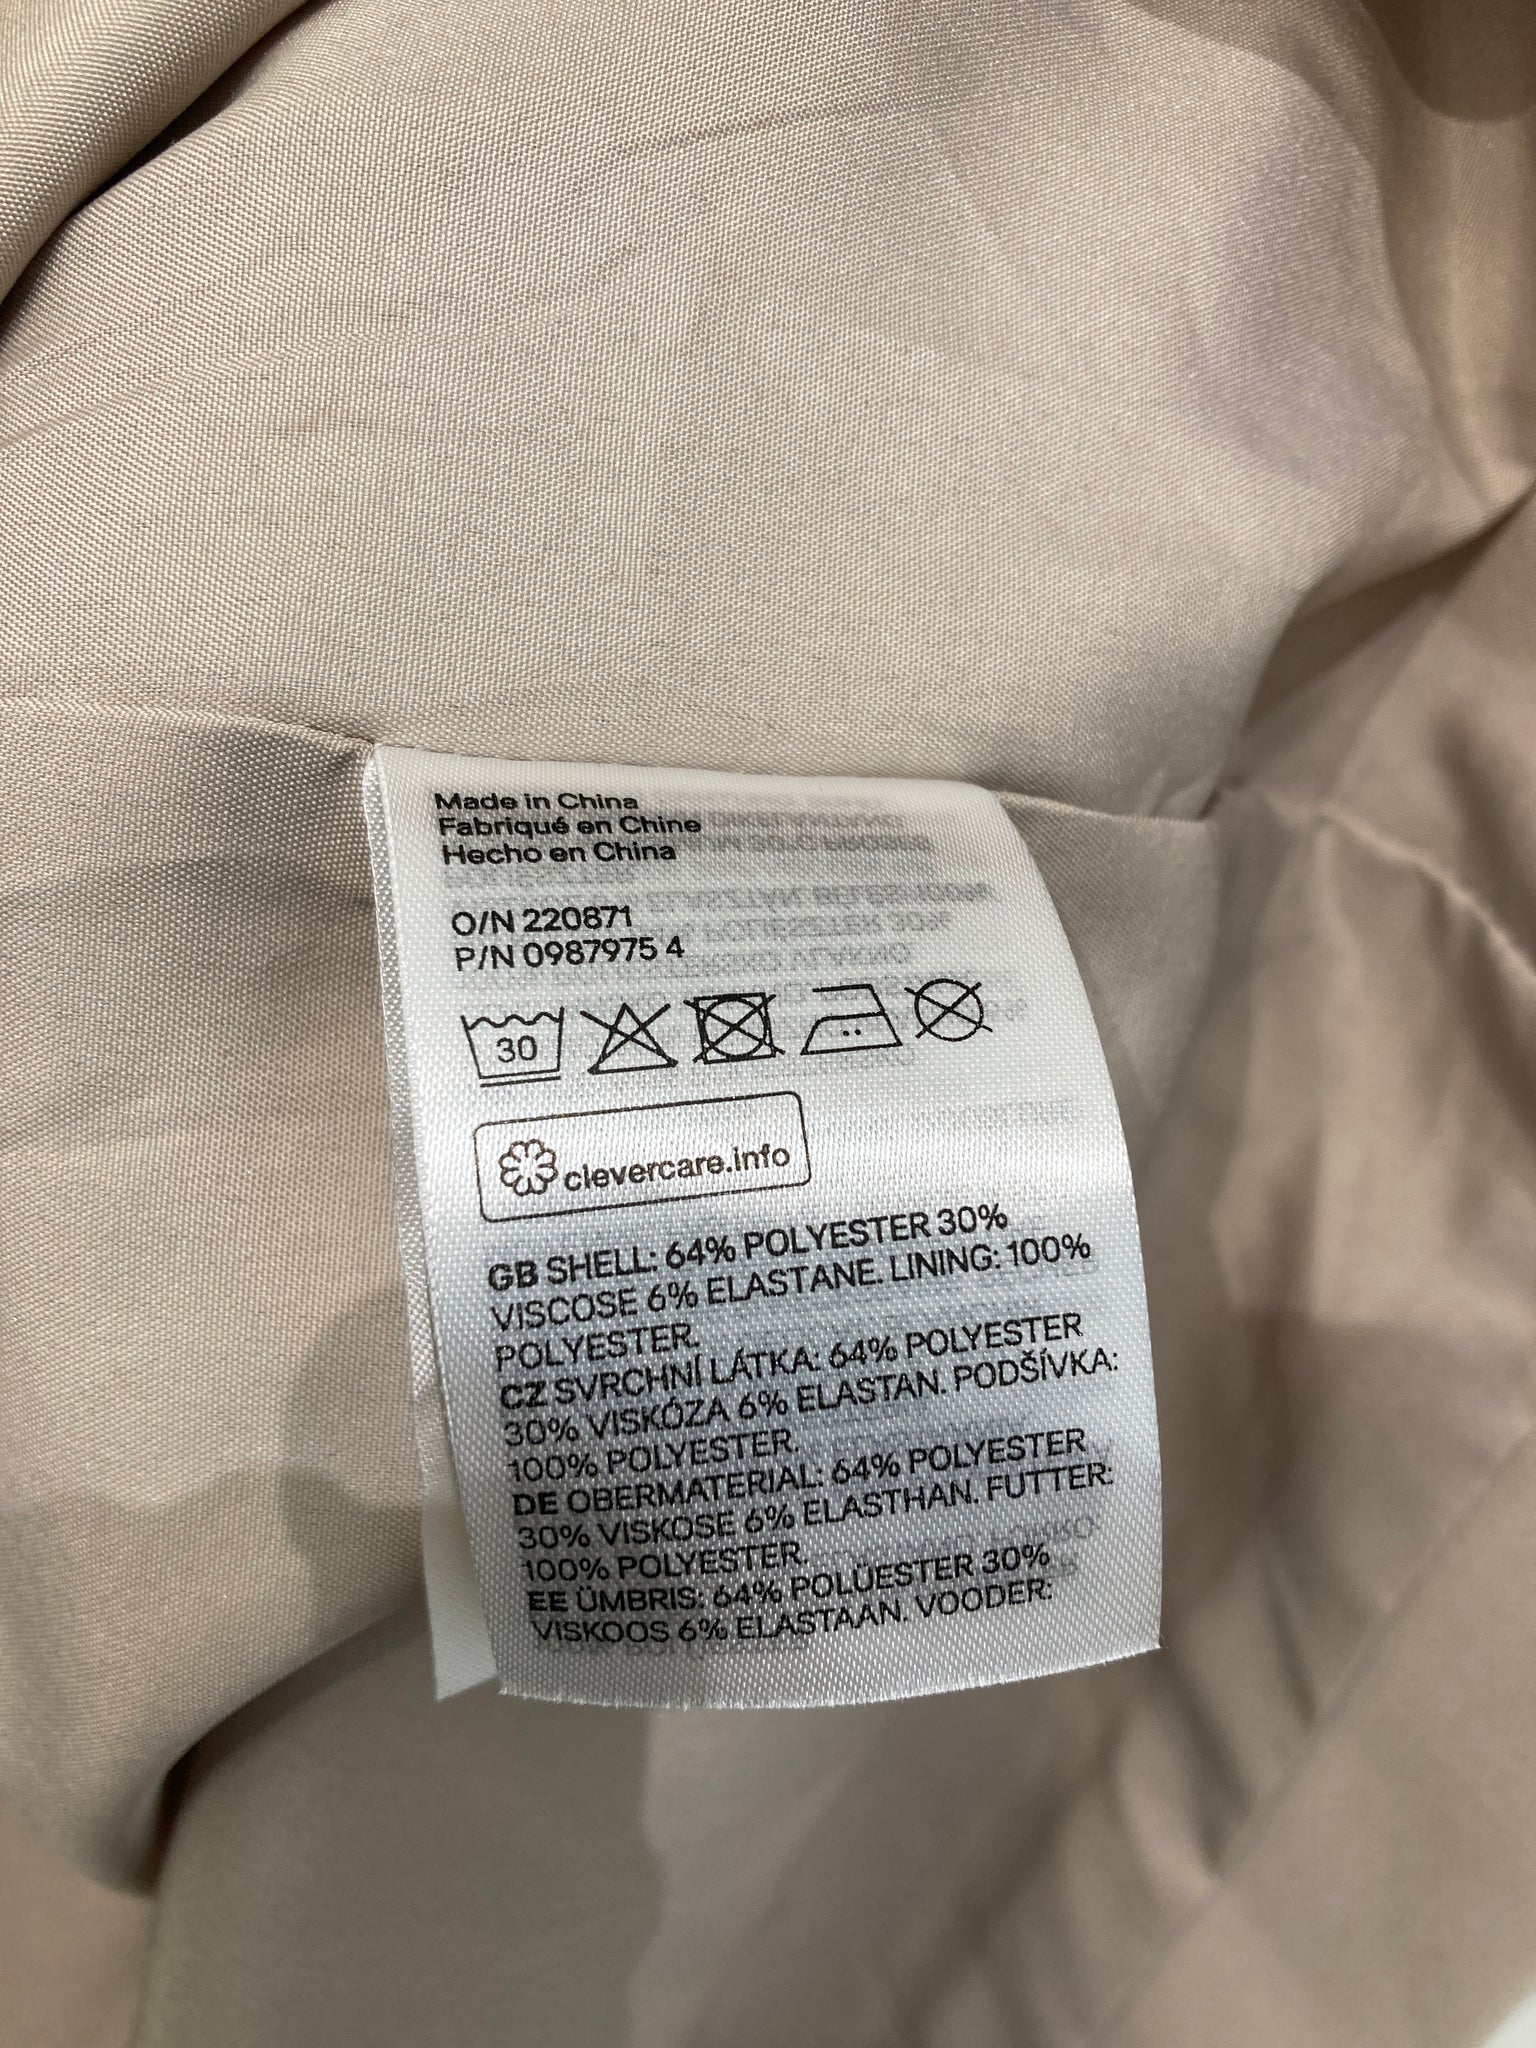 Made in China
Fabriqué en Chine
Hecho en China
O/N 220871
P/N 0987975 4
30
clevercare.info
GB SHELL: 64% POLYESTER 30%
VISCOSE 6% ELASTANE. LINING: 100%
POLYESTER.
CZ SVRCHNÍ LÁTKA: 64% POLYESTER
30% VISKÓZA 6% ELASTAN. PODŠÍVKA:
100% POLYESTER.
DE OBERMATERIAL: 64% POLYESTER
30% VISKOSE 6% ELASTHAN. FUTTER:
100% POLYESTER.
EE ÜMBRIS: 64% POLÜESTER 30%
VISKOOS 6% ELASTAAN. VOODER: